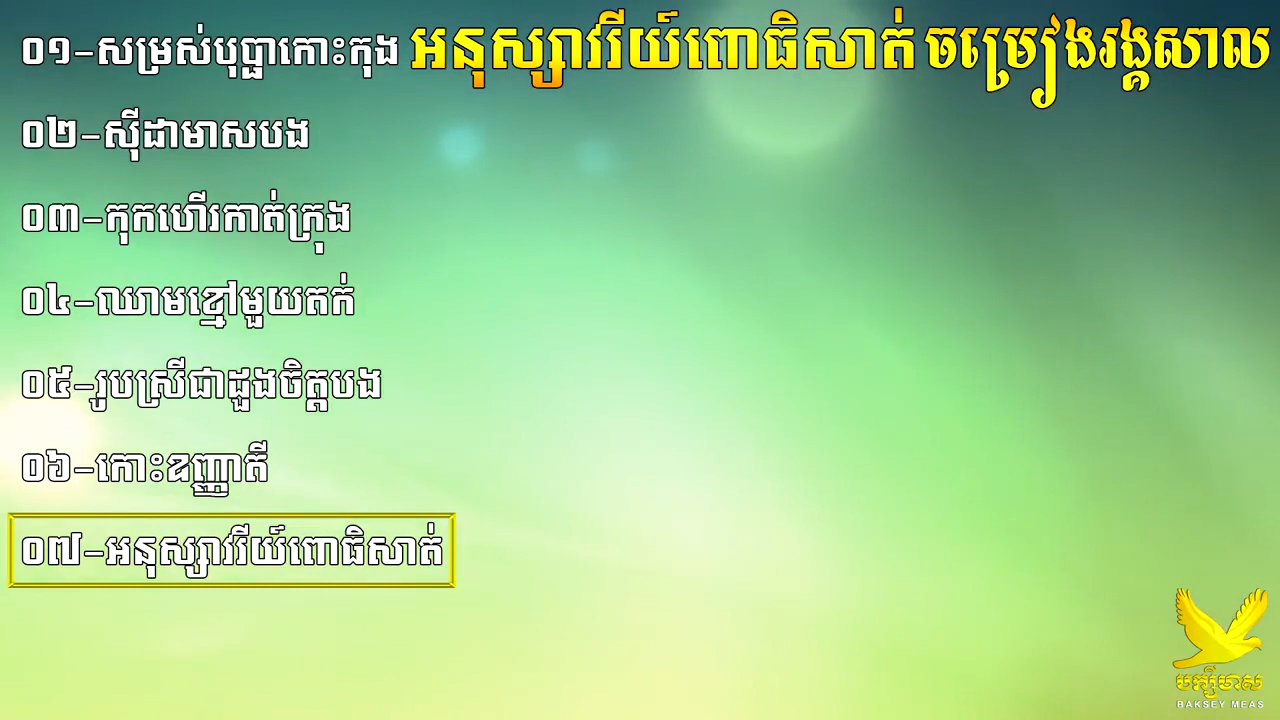 ០១-សម្រស់បុប្ផាកោះកុង
អនុស្សាវរីយ៍ពោធិសាត់ ចម្រៀងរង្គសាល
០២-ស៊ីដាមាសបង
០៣-កុកហើរកាត់ក្រុង
០៤-ឈាមខ្មៅមួយតក់
០៥-រូបស្រីជាដួងចិត្តបង
០៦-កោះឧញ្ញាតី
០៧-អនុស្សាវរីយ៍ពោធិសាត់
បក្សីមាស
BAKSEY MEAS